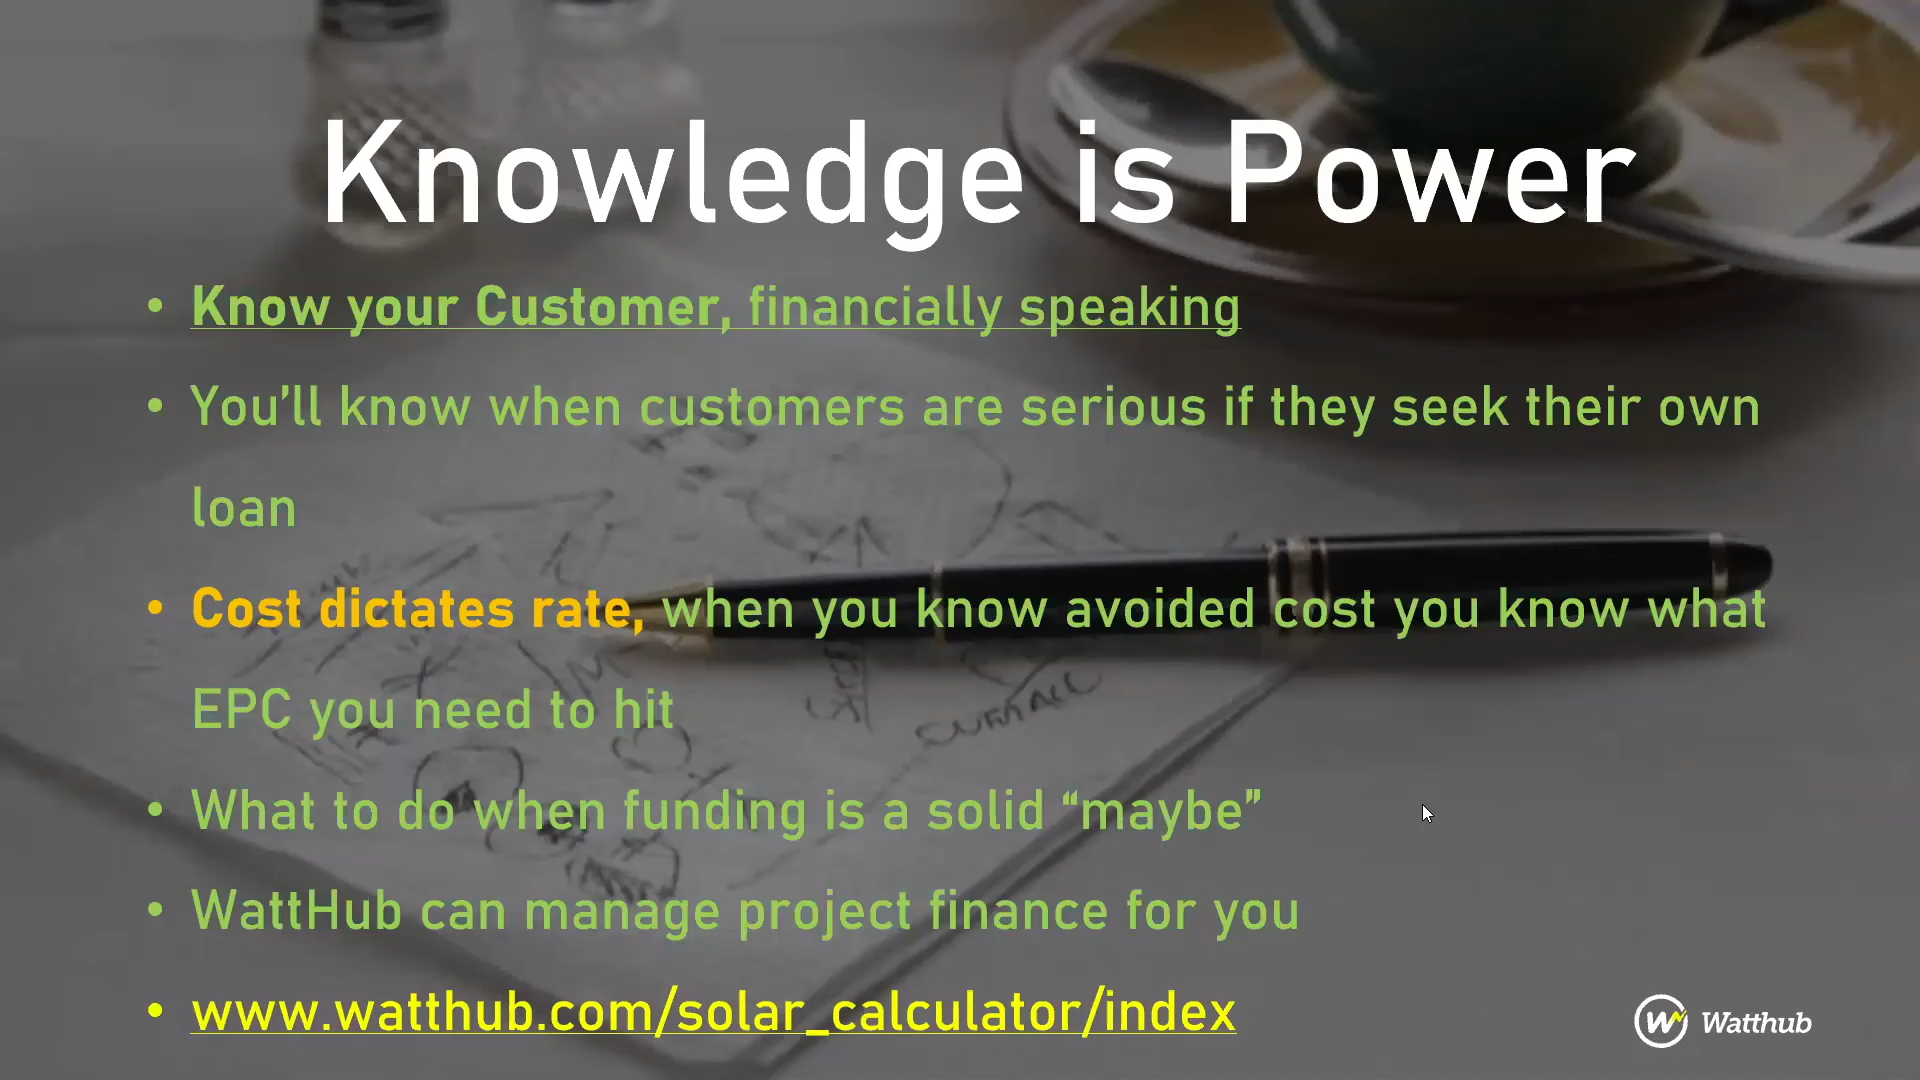 Knowledge is Power
• Know your Customer, financially speaking
• You’ll know when customers are serious if they seek their own
loan
• Cost dictates rate, when you know avoided cost you know what
EPC you need to hit
• What to do when funding is a solid “maybe”
• WattHub can manage project finance for you
• www.watthub.com/solar_calculator/index
Watthub